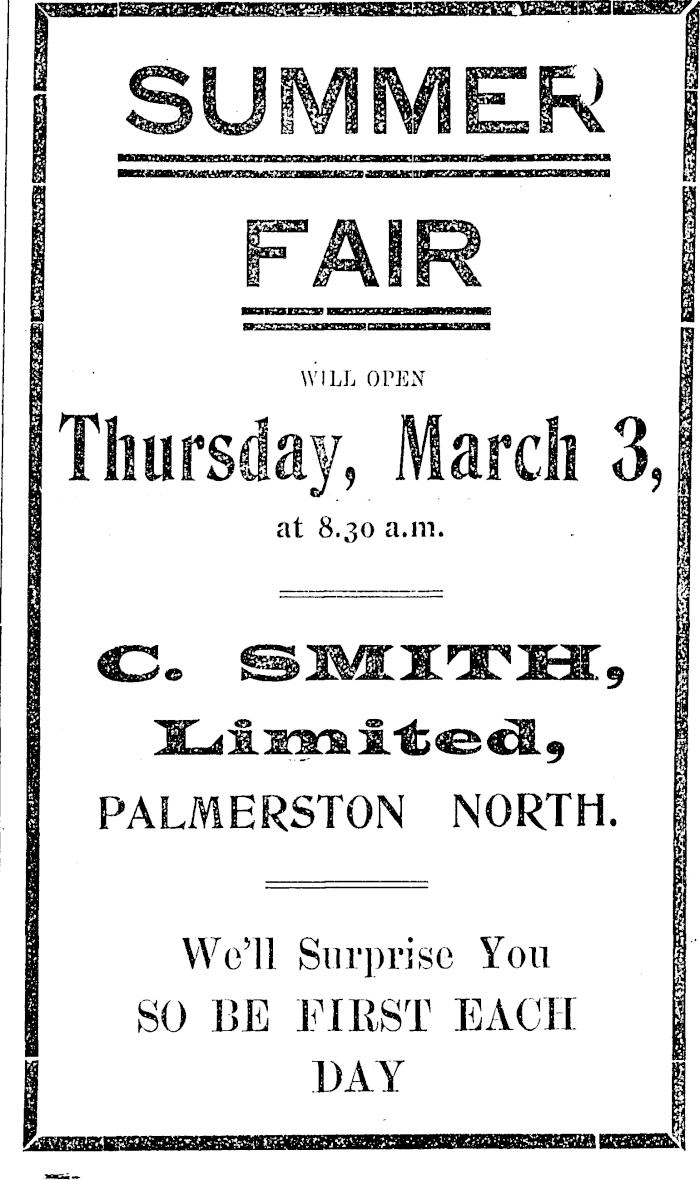 SUMMER
FAIR
WILL OPEN
Thursday, March 3,
at 8.30 a.m.
C. SMITH,
Limited,
PALMERSTON NORTH.
We'll Surprise You
SO BE FIRST EACH
DAY